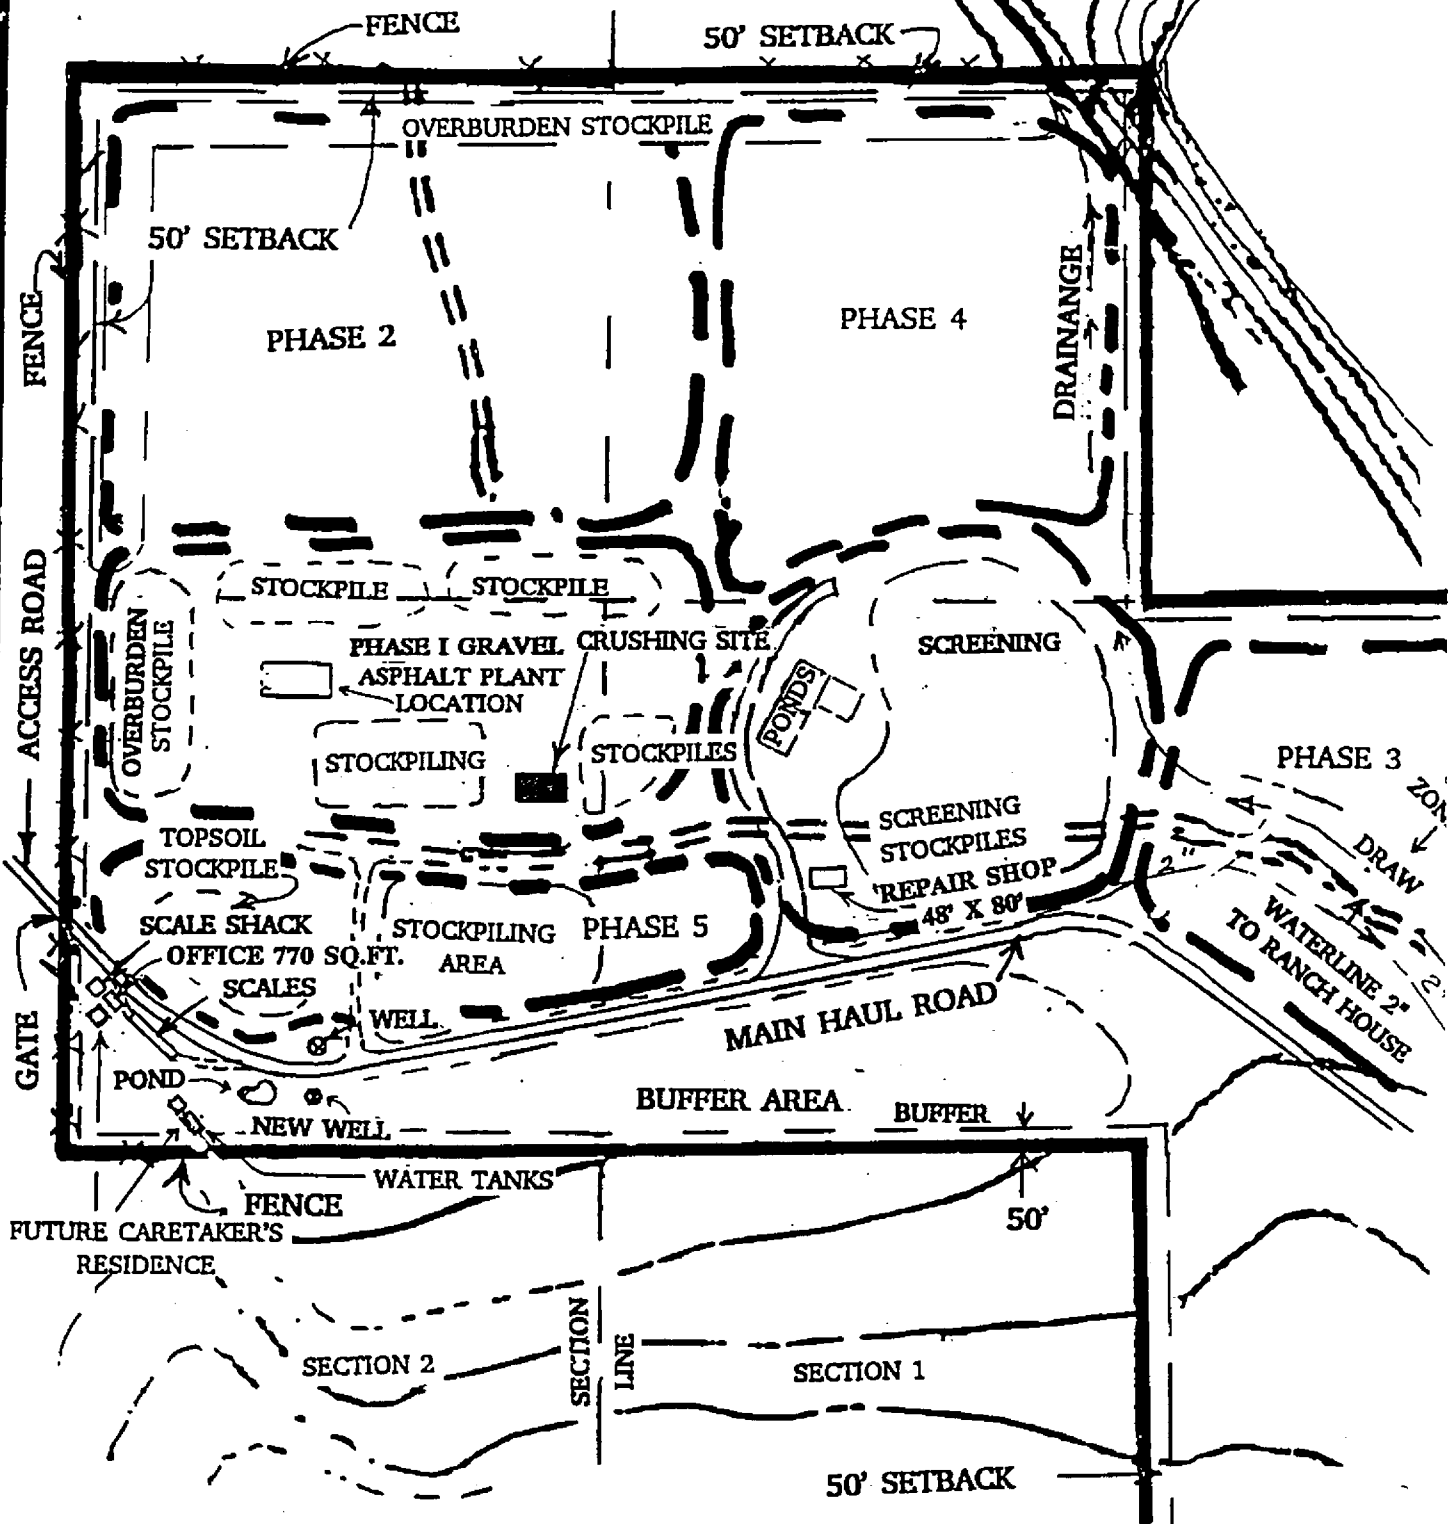 FENCE
50' SETBACK
OVERBURDEN STOCKPILE
50' SETBACK
FENCE
PHASE 2
PHASE 4
DRAINANGE
ACCESS ROAD
STOCKPILE
STOCKPILE
OVERBURDEN
STOCKPILE
PHASE I GRAVEL
CRUSHING SITE
ASPHALT PLANT
LOCATION
SCREENING
PONDS
STOCKPILING
STOCKPILES
PHASE 3
SCREENING
STOCKPILES
TOPSOIL
STOCKPILE
REPAIR SHOP
48' X 80'
2"
DRAW
SCALE SHACK
OFFICE 770 SQ.FT.
SCALES
STOCKPILING
AREA
PHASE 5
WATERLINE 2"
TO RANCH HOUSE
2"
GATE
WELL
MAIN HAUL ROAD
POND
NEW WELL
BUFFER AREA
BUFFER
WATER TANKS
FENCE
50'
FUTURE CARETAKER'S
RESIDENCE
SECTION 2
SECTION
LINE
SECTION 1
50' SETBACK